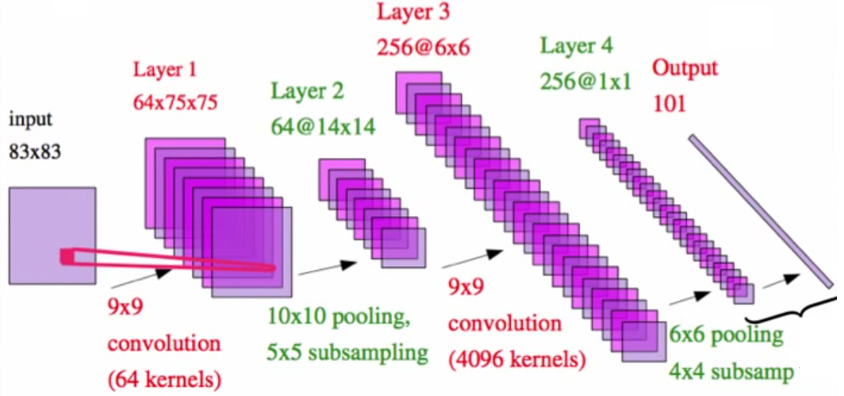 input
83x83
Layer 1
64x75x75
Layer 2
64@14x14
Layer 3
256@6x6
Layer 4
256@1x1
Output
101
9x9
convolution
(64 kernels)
10x10 pooling,
5x5 subsampling
9x9
convolution
(4096 kernels)
6x6 pooling
4x4 subsamp